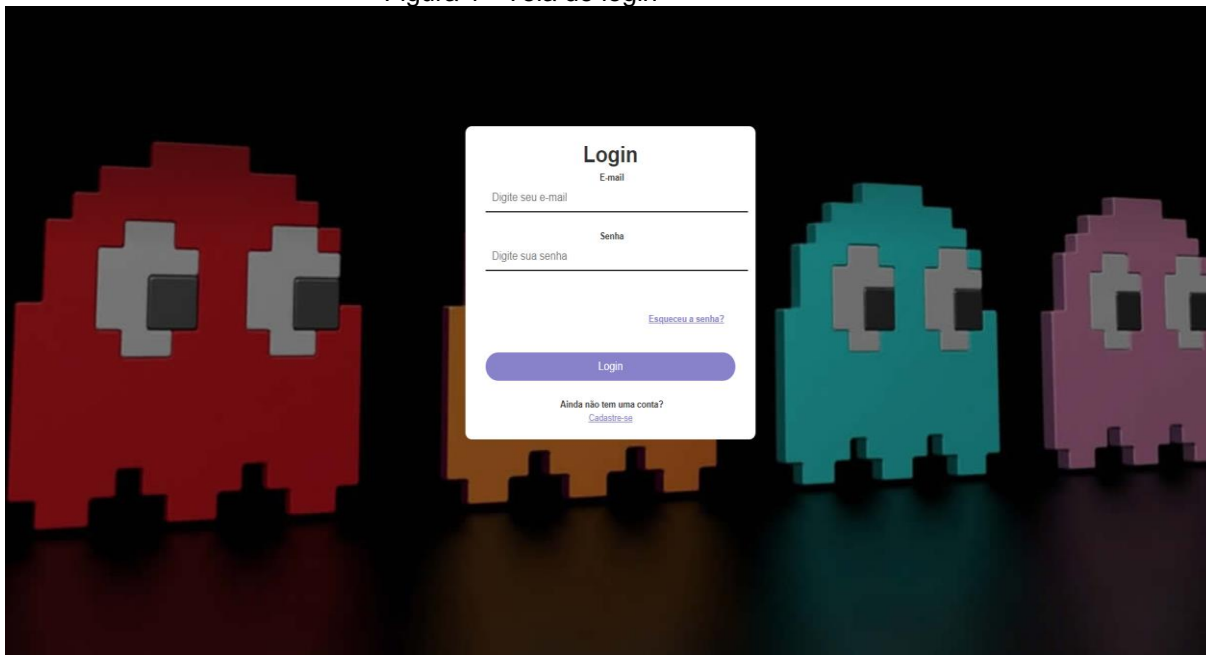 Login
E-mail
Digite seu e-mail
Senha
Digite sua senha
Esqueceu a senha?
Login
Ainda não tem uma conta?
Cadastre-se